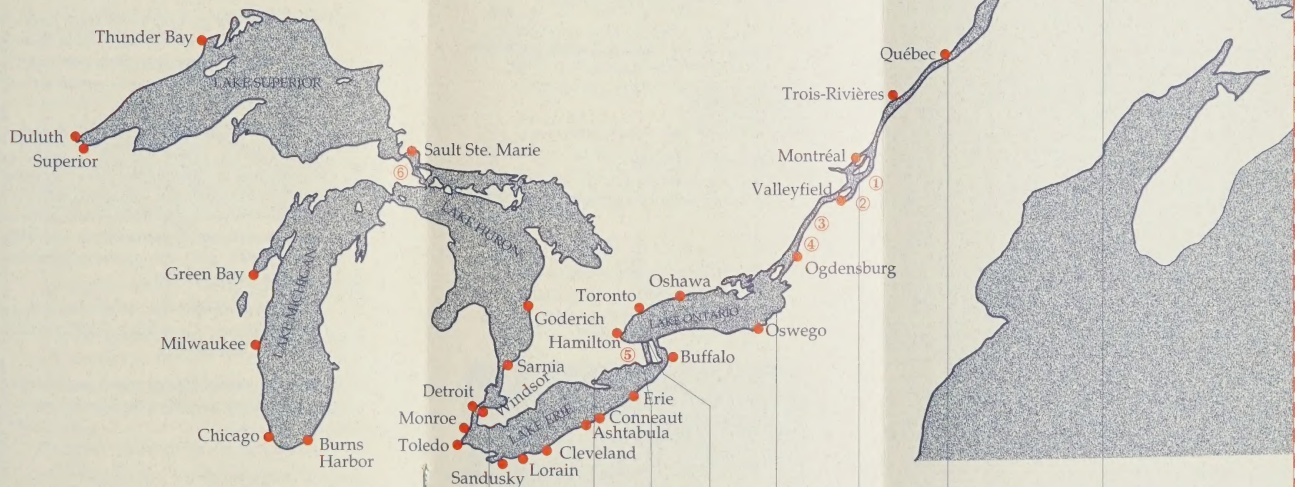 Thunder Bay
LAKE SUPERIOR
Duluth
Superior
Sault Ste. Marie
⑥
LAKE HURON
Green Bay
LAKE MICHIGAN
Milwaukee
Chicago
Burns
Harbor
Goderich
Sarnia
Detroit
Windsor
Monroe
Toledo
LAKE ERIE
Sandusky
Lorain
Cleveland
Ashtabula
Conneaut
Erie
Buffalo
⑤
Hamilton
Toronto
Oshawa
LAKE ONTARIO
Oswego
Ogdensburg
④
③
②
①
Valleyfield
Montréal
Trois-Rivières
Québec